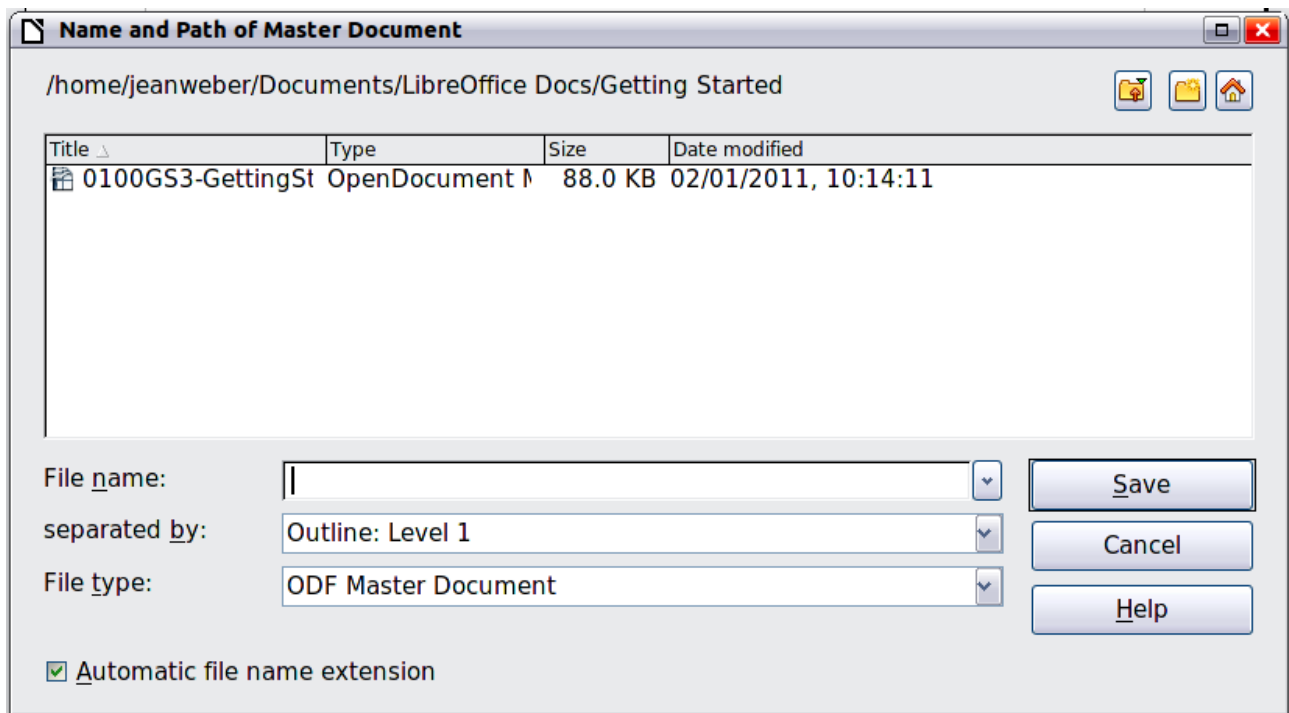 Name and Path of Master Document
/home/jeanweber/Documents/LibreOffice Docs/Getting Started
Title Type Size Date modified
0100GS3-GettingSt OpenDocument M 88.0 KB 02/01/2011, 10:14:11
File name:
Save
separated by: Outline: Level 1
Cancel
File type: ODF Master Document
Help
Automatic file name extension